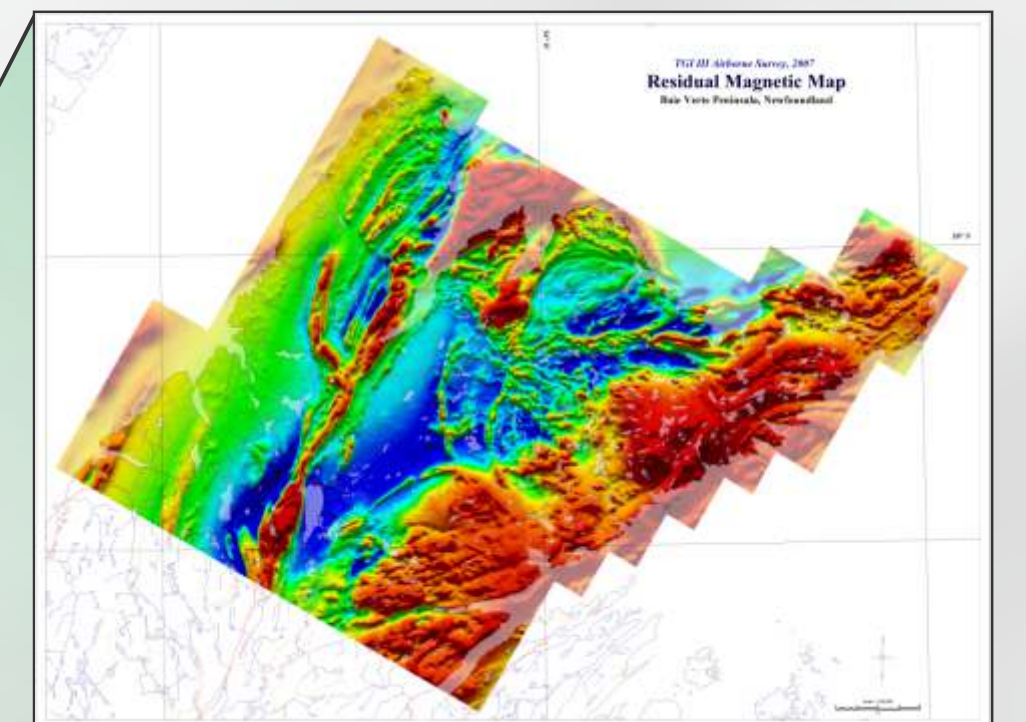 TGI III Airborne Survey, 2007
Residual Magnetic Map
Baie Verte Peninsula, Newfoundland